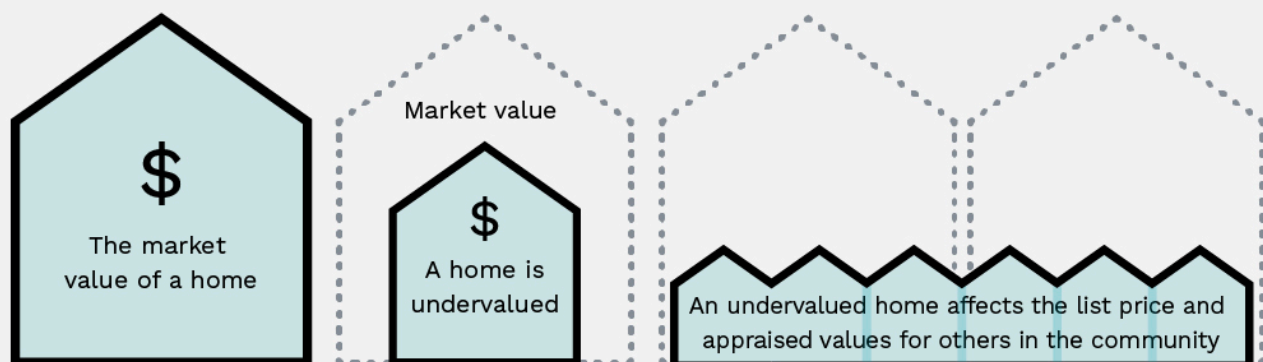 $
The market
value of a home
Market value
$
A home is
undervalued
An undervalued home affects the list price and
appraised values for others in the community